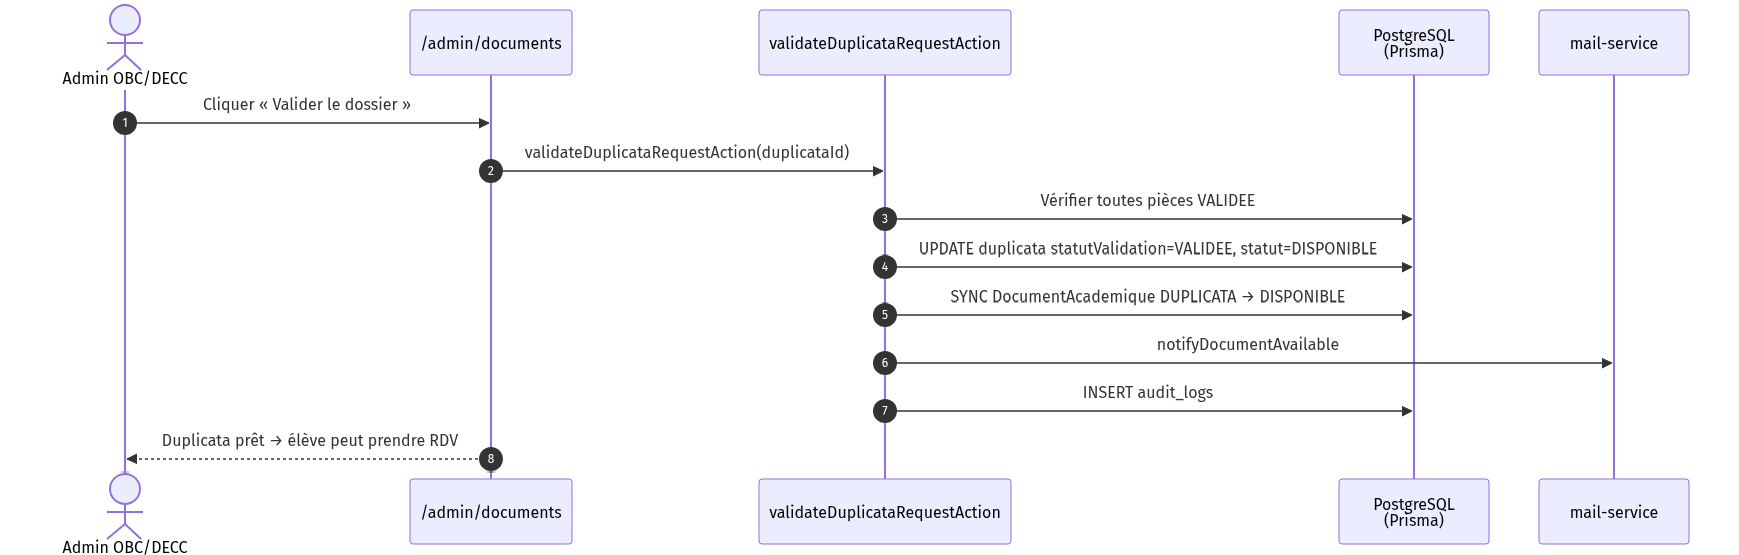 Admin OBC/DECC
/admin/documents
validateDuplicataRequestAction
PostgreSQL
(Prisma)
mail-service
Cliquer « Valider le dossier »
1
validateDuplicataRequestAction(duplicataId)
2
Vérifier toutes pièces VALIDEE
3
UPDATE duplicata statutValidation=VALIDEE, statut=DISPONIBLE
4
SYNC DocumentAcademique DUPLICATA → DISPONIBLE
5
notifyDocumentAvailable
6
INSERT audit_logs
7
Duplicata prêt → élève peut prendre RDV
8
Admin OBC/DECC
/admin/documents
validateDuplicataRequestAction
PostgreSQL
(Prisma)
mail-service